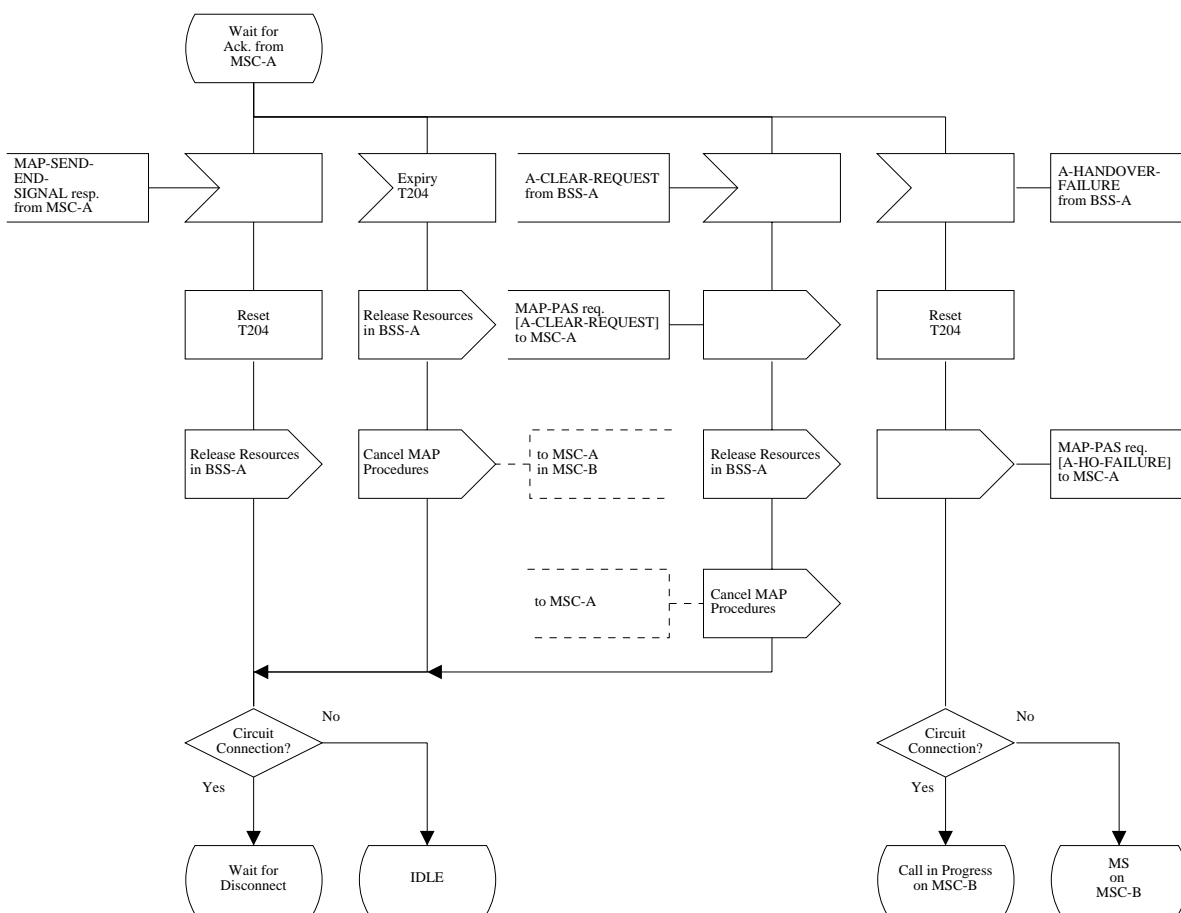 Wait for
Ack. from
MSC-A
MAP-SEND-
END-
SIGNAL resp.
from MSC-A
Expiry
T204
A-CLEAR-REQUEST
from BSS-A
A-HANDOVER-
FAILURE
from BSS-A
Reset
T204
Release Resources
in BSS-A
MAP-PAS req.
[A-CLEAR-REQUEST]
to MSC-A
Reset
T204
Release Resources
in BSS-A
Cancel MAP
Procedures
to MSC-A
in MSC-B
Release Resources
in BSS-A
MAP-PAS req.
[A-HO-FAILURE]
to MSC-A
to MSC-A
Cancel MAP
Procedures
Circuit
Connection?
No
Yes
Circuit
Connection?
No
Yes
Wait for
Disconnect
IDLE
Call in Progress
on MSC-B
MS
on
MSC-B